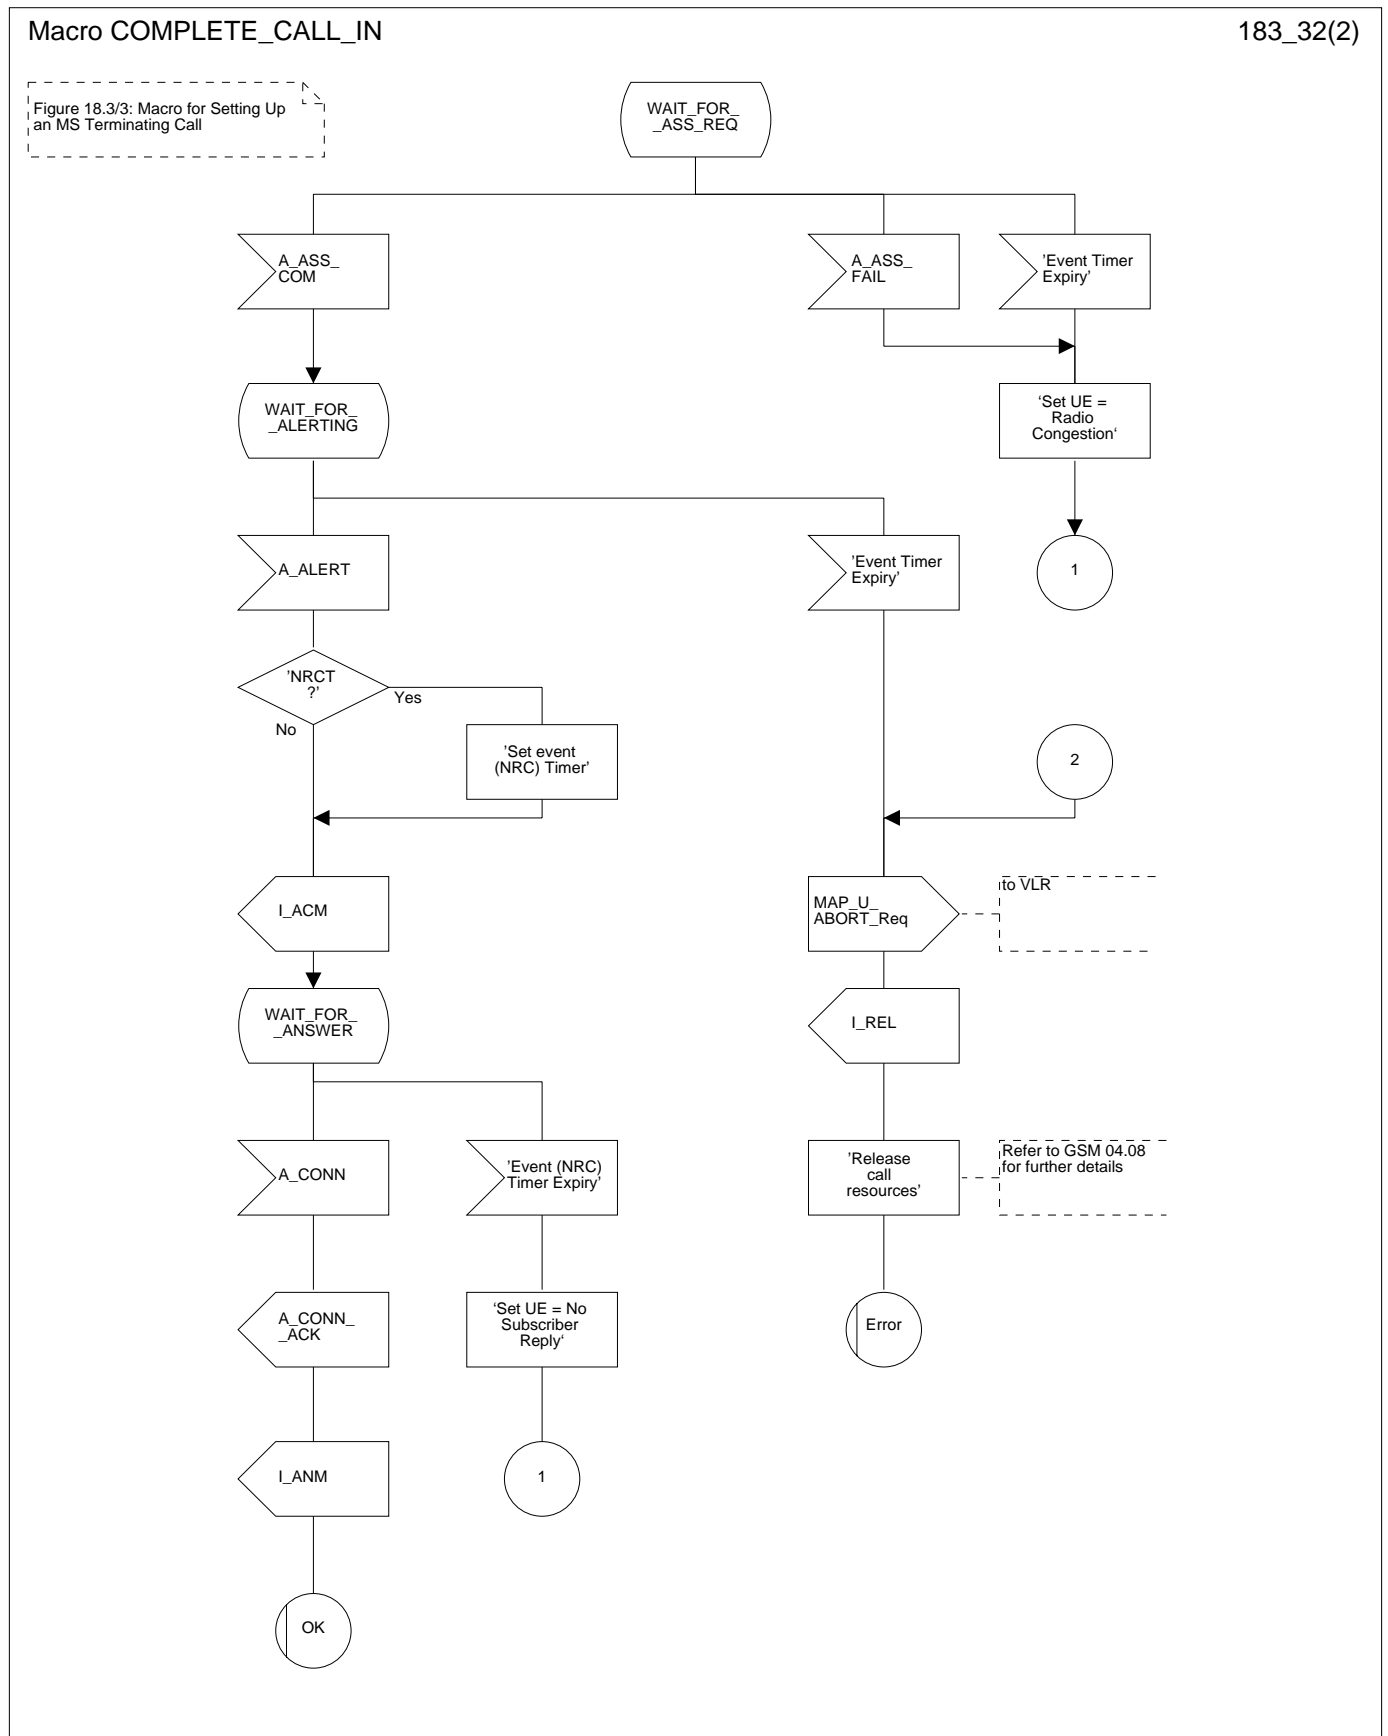 Macro COMPLETE_CALL_IN
183_32(2)
Figure 18.3/3: Macro for Setting Up
an MS Terminating Call
WAIT_FOR_
_ASS_REQ
A_ASS_
COM
A_ASS_
FAIL
'Event Timer
Expiry'
WAIT_FOR_
_ALERTING
‘Set UE =
Radio
Congestion‘
A_ALERT
'Event Timer
Expiry'
1
'NRCT
?'
Yes
No
'Set event
(NRC) Timer'
2
I_ACM
MAP_U_
ABORT_Req
to VLR
WAIT_FOR_
_ANSWER
I_REL
A_CONN
'Event (NRC)
Timer Expiry'
'Release
call
resources'
Refer to GSM 04.08
for further details
A_CONN_
_ACK
‘Set UE = No
Subscriber
Reply‘
Error
I_ANM
1
OK